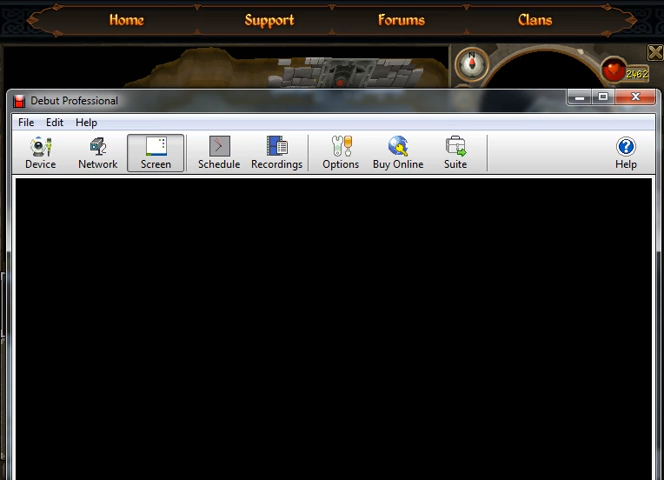 Home Support Forums Clans
N
2462
Debut Professional
File Edit Help
Device Network Screen Schedule Recordings Options Buy Online Suite Help